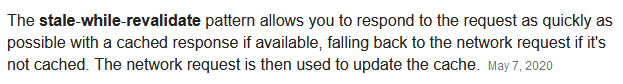 The stale-while-revalidate pattern allows you to respond to the request as quickly as
possible with a cached response if available, falling back to the network request if it's
not cached. The network request is then used to update the cache. May 7, 2020